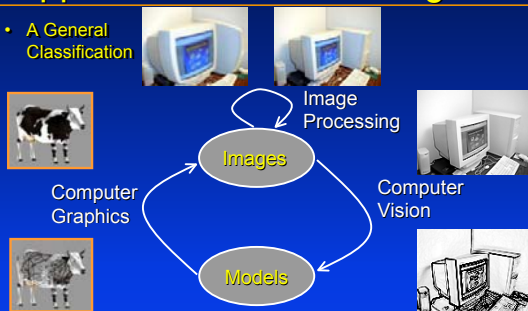 • A General
Classification
Image
Processing
Images
Computer
Graphics
Computer
Vision
Models